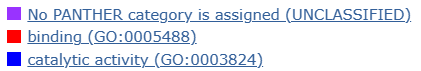 No PANTHER category is assigned (UNCLASSIFIED)
binding (GO:0005488)
catalytic activity (GO:0003824)